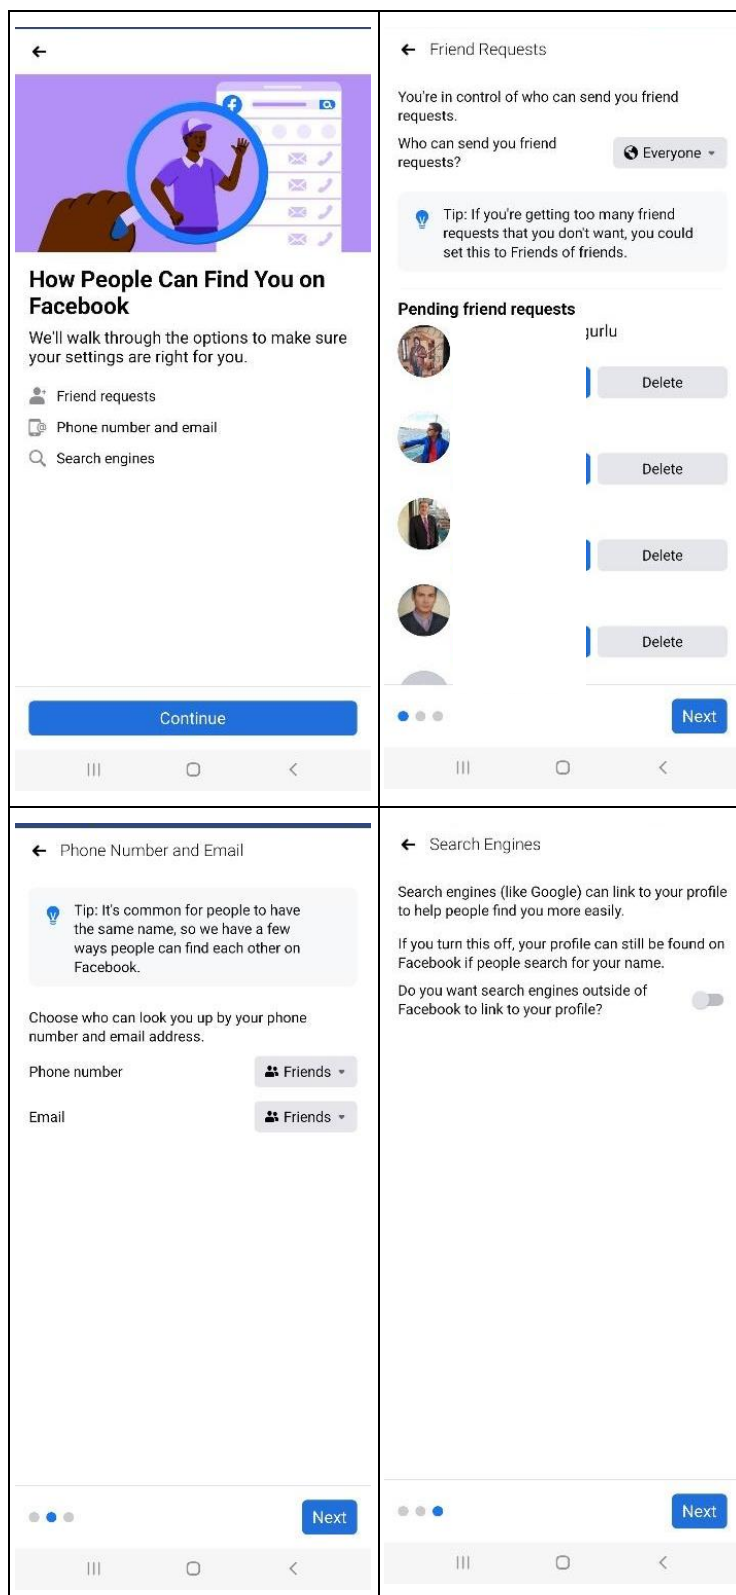 How People Can Find You on
Facebook
We'll walk through the options to make sure
your settings are right for you.
Friend requests
Phone number and email
Search engines
Continue
Friend Requests
You're in control of who can send you friend
requests.
Who can send you friend
requests?
Everyone
Tip: If you're getting too many friend
requests that you don't want, you could
set this to Friends of friends.
Pending friend requests
gurlu
Delete
Delete
Delete
Delete
Next
Phone Number and Email
Tip: It's common for people to have
the same name, so we have a few
ways people can find each other on
Facebook.
Choose who can look you up by your phone
number and email address.
Phone number
Friends
Email
Friends
Next
Search Engines
Search engines (like Google) can link to your profile
to help people find you more easily.
If you turn this off, your profile can still be found on
Facebook if people search for your name.
Do you want search engines outside of
Facebook to link to your profile?
Next